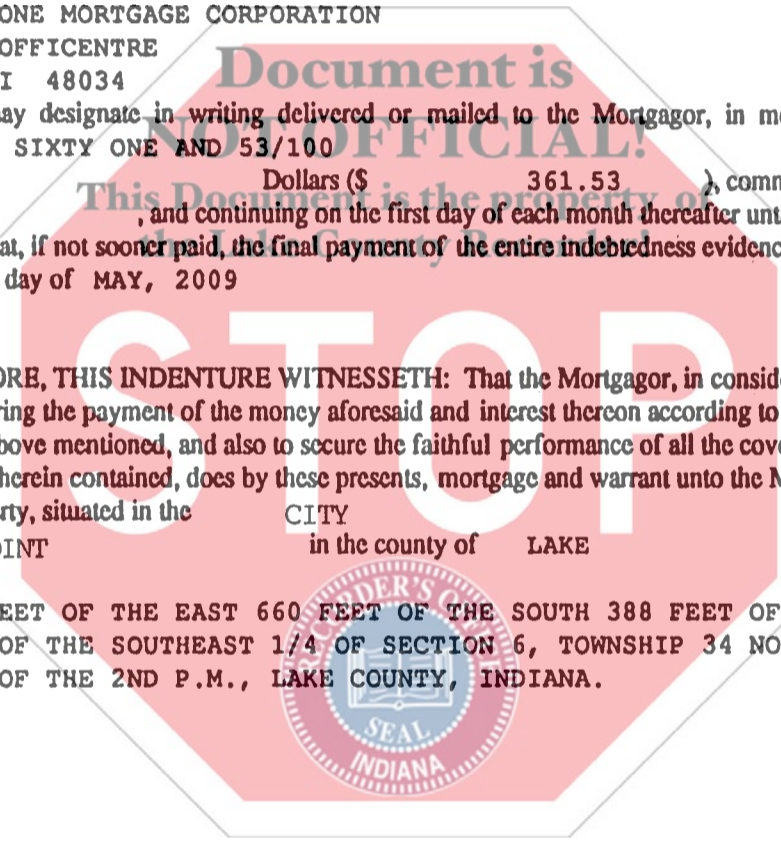 ONE MORTGAGE CORPORATION
OFFICENTRE
I 48034
Document is
ay designate in writing delivered or mailed to the Mortgagor, in mo
NOT OFFICIAL!
SIXTY ONE AND 53/100
Dollars ($ 361.53 ), comm
This Document is the property of
, and continuing on the first day of each month thereafter unt
the Lake County Recorder!
at, if not sooner paid, the final payment of the entire indebtedness evidenc
day of MAY, 2009
STOP
ORE, THIS INDENTURE WITNESSETH: That the Mortgagor, in conside
ring the payment of the money aforesaid and interest thereon according to
bove mentioned, and also to secure the faithful performance of all the cove
herein contained, does by these presents, mortgage and warrant unto the M
rty, situated in the CITY
OINT in the county of LAKE
EET OF THE EAST 660 FEET OF THE SOUTH 388 FEET OF
OF THE SOUTHEAST 1/4 OF SECTION 6, TOWNSHIP 34 NO
OF THE 2ND P.M., LAKE COUNTY, INDIANA.
RECORDER'S
SEAL
INDIANA